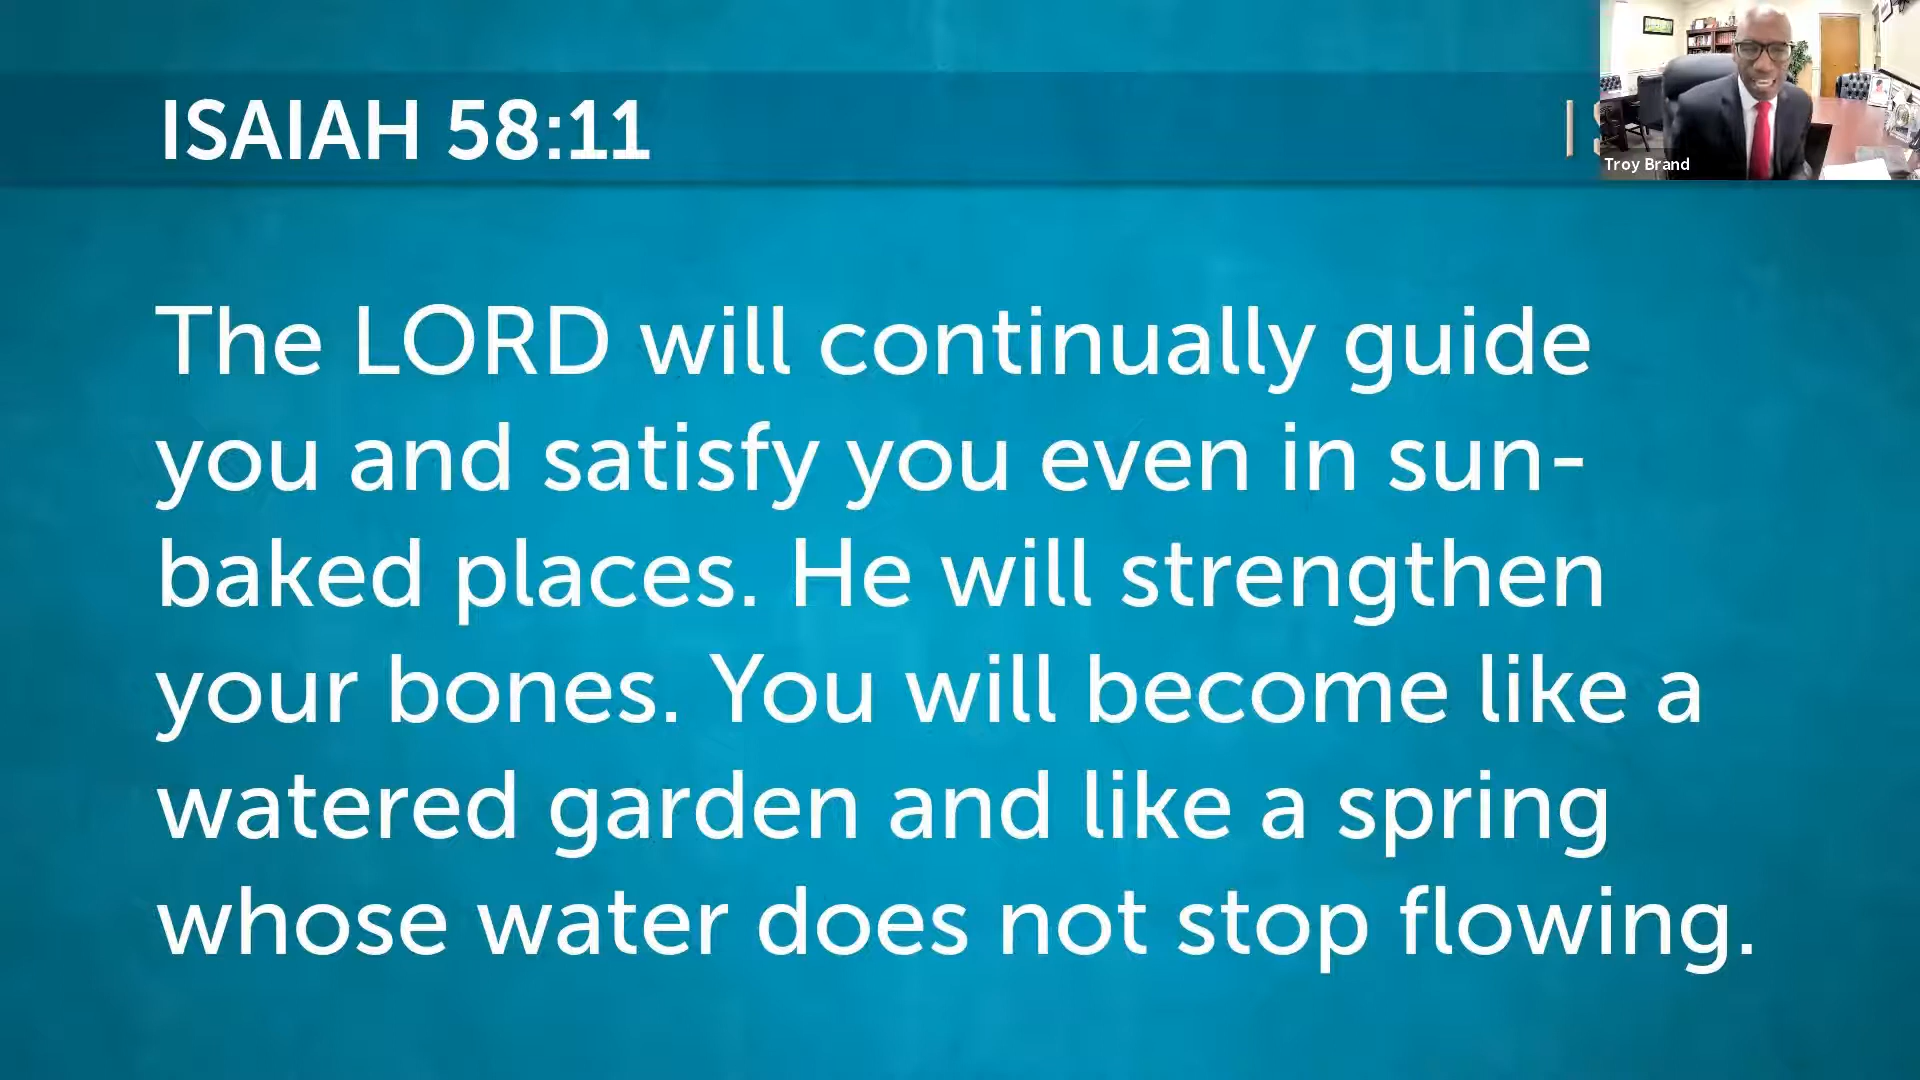 ISAIAH 58:11
Troy Brand
The LORD will continually guide
you and satisfy you even in sun-
baked places. He will strengthen
your bones. You will become like a
watered garden and like a spring
whose water does not stop flowing.